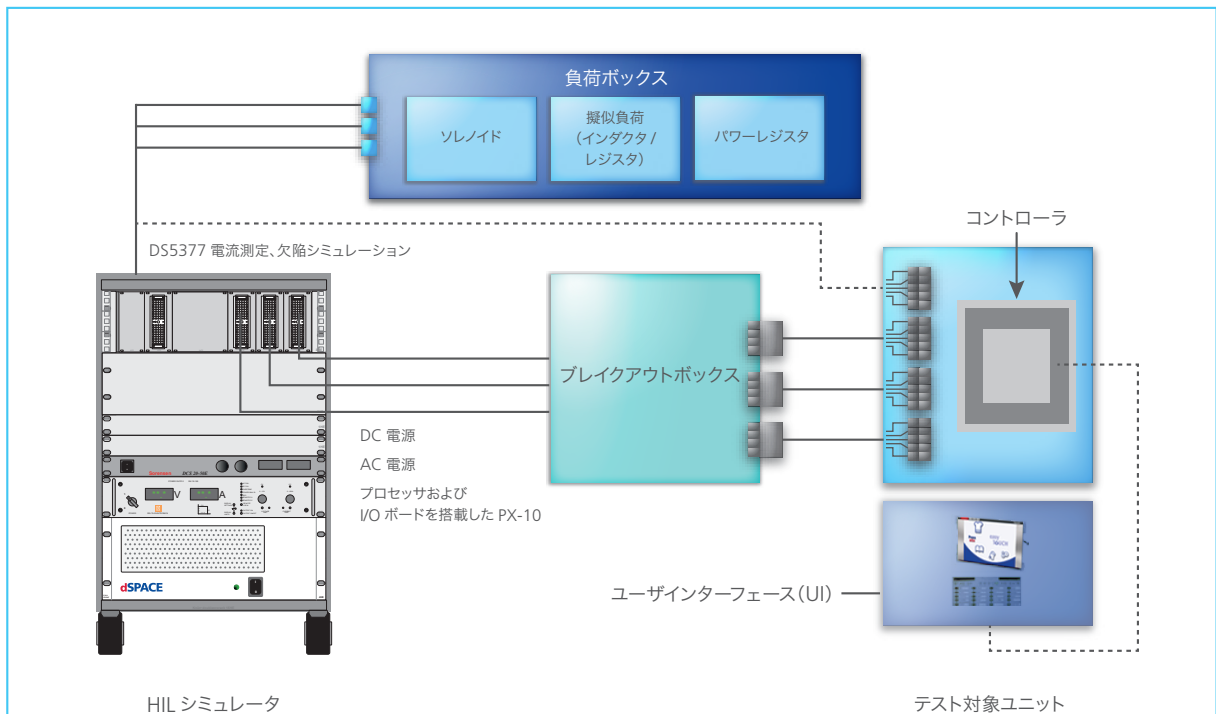 負荷ボックス
ソレノイド
擬似負荷
(インダクタ /
レジスタ)
パワーレジスタ
コントローラ
DS5377 電流測定、欠陥シミュレーション
ブレイクアウトボックス
DC 電源
AC 電源
プロセッサおよび
I/O ボードを搭載した PX-10
V
A
dSPACE
ユーザインターフェース(UI)
HIL シミュレータ
テスト対象ユニット